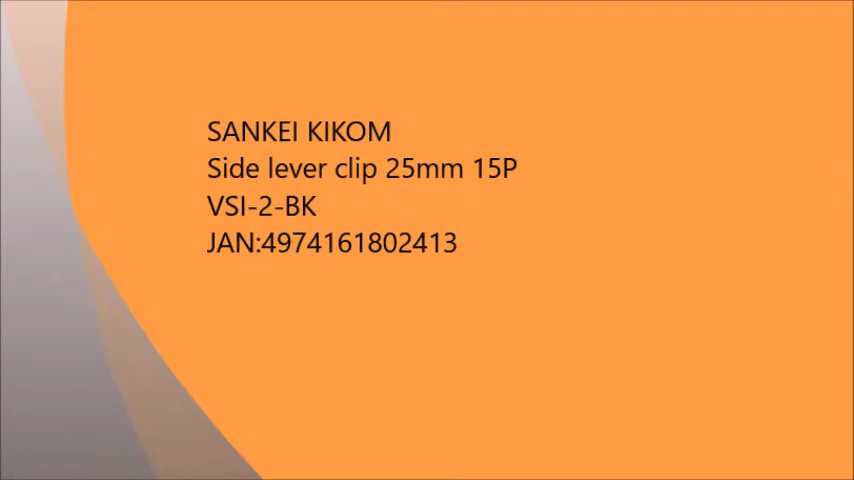 SANKEI KIKOM
Side lever clip 25mm 15P
VSI-2-BK
JAN:4974161802413